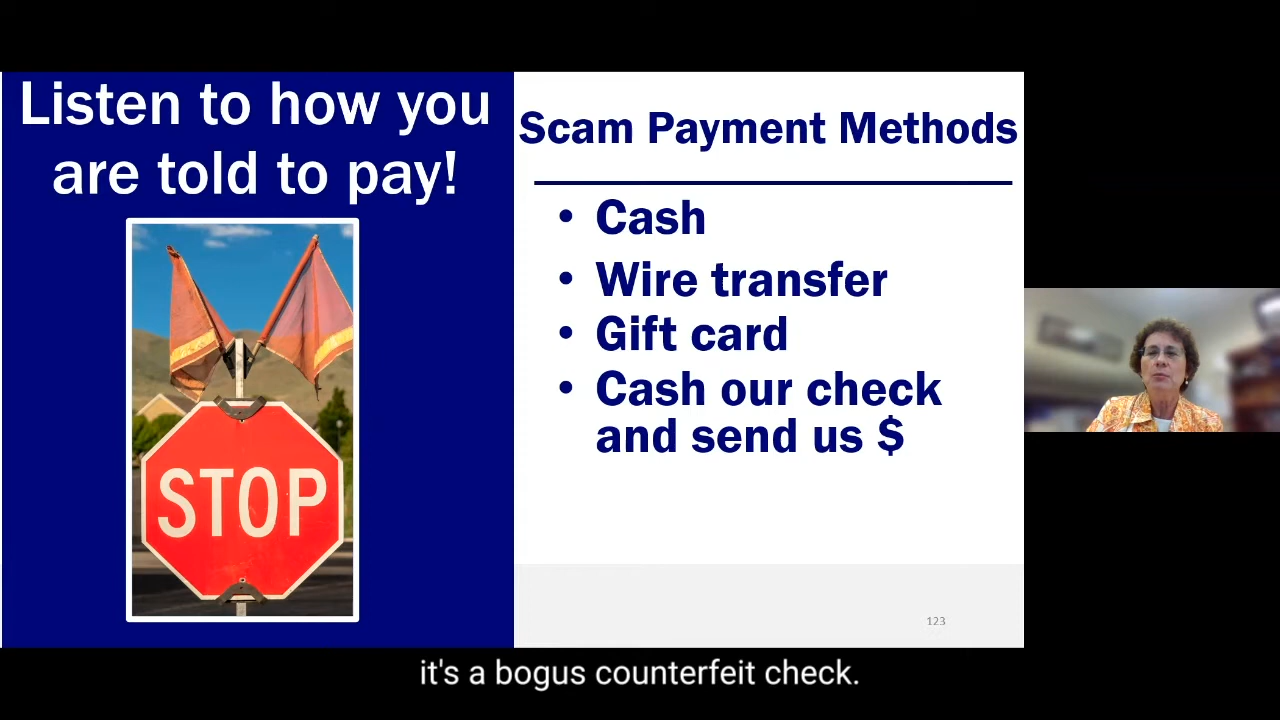 Listen to how you
are told to pay!
STOP
Scam Payment Methods
• Cash
• Wire transfer
• Gift card
• Cash our check
and send us $
123
it's a bogus counterfeit check.